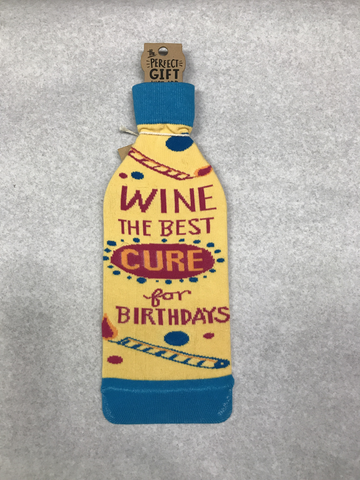 The
PERFECT
GIFT
WINE
THE BEST
CURE
for
BIRTHDAYS